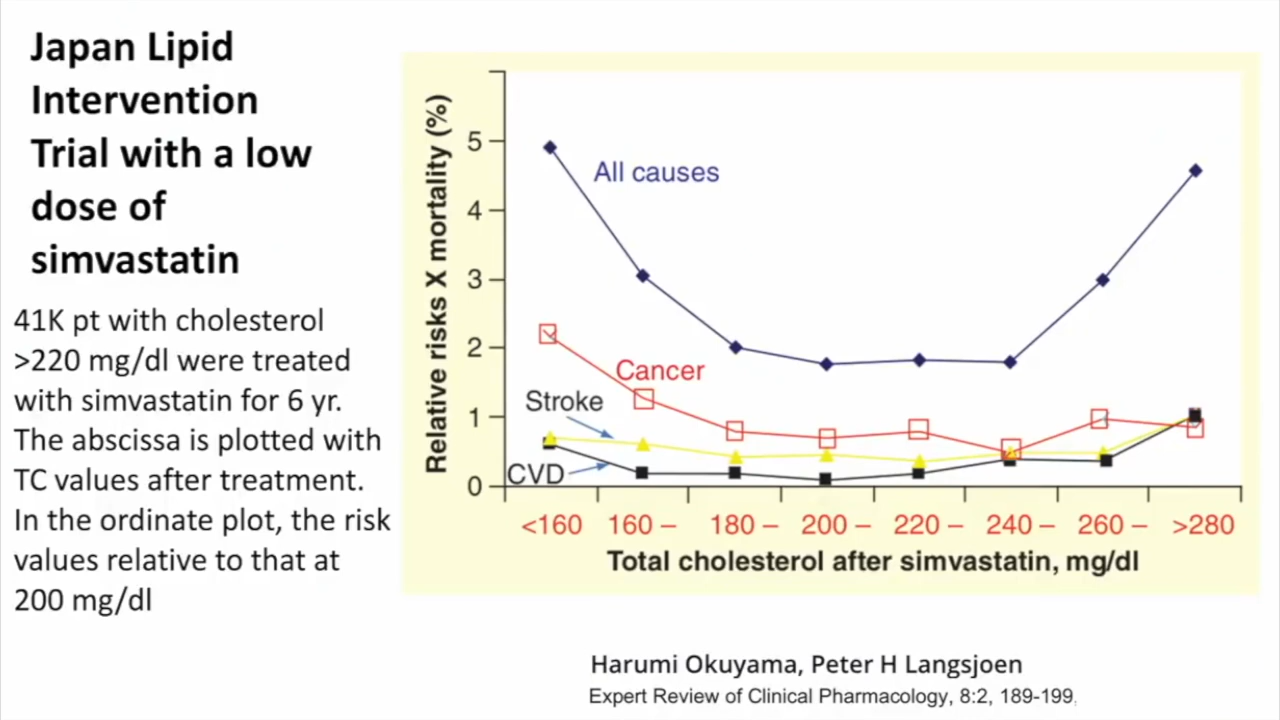 Japan Lipid
Intervention
Trial with a low
dose of
simvastatin
41K pt with cholesterol
>220 mg/dl were treated
with simvastatin for 6 yr.
The abscissa is plotted with
TC values after treatment.
In the ordinate plot, the risk
values relative to that at
200 mg/dl
Relative risks X mortality (%)
5
4
3
2
1
0
All causes
Cancer
Stroke
CVD
<160 160 – 180 – 200 – 220 – 240 – 260 – >280
Total cholesterol after simvastatin, mg/dl
Harumi Okuyama, Peter H Langsjoen
Expert Review of Clinical Pharmacology, 8:2, 189-199,